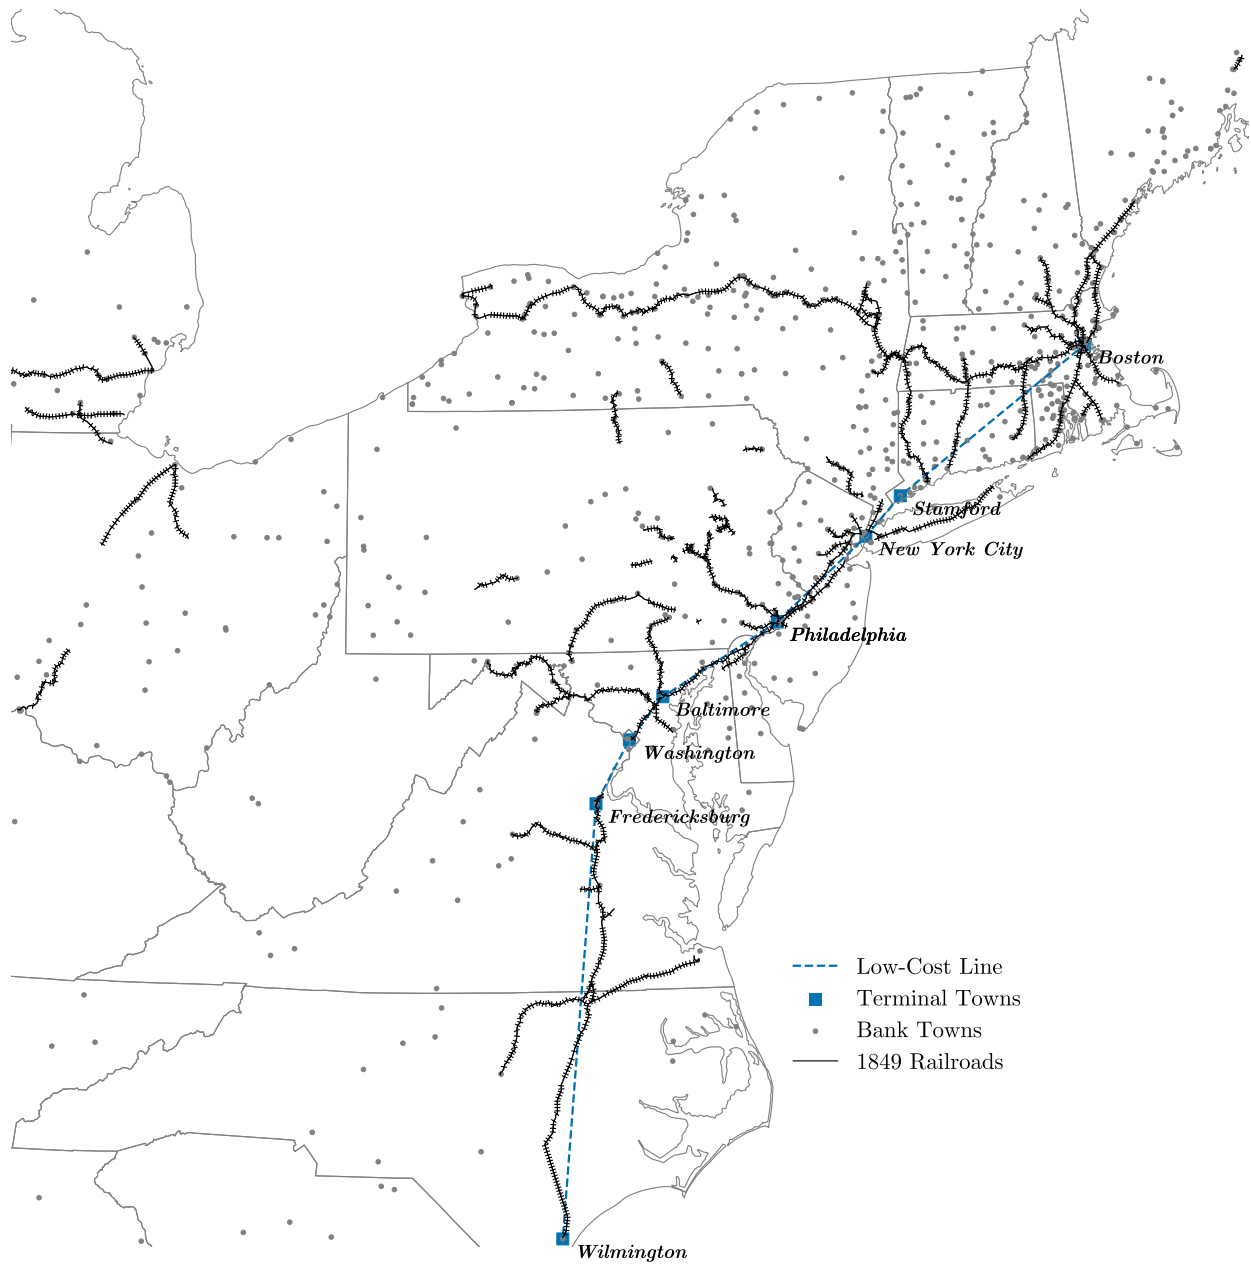 Boston
Stamford
New York City
Philadelphia
Baltimore
Washington
Fredericksburg
Low-Cost Line
Terminal Towns
Bank Towns
1849 Railroads
Wilmington